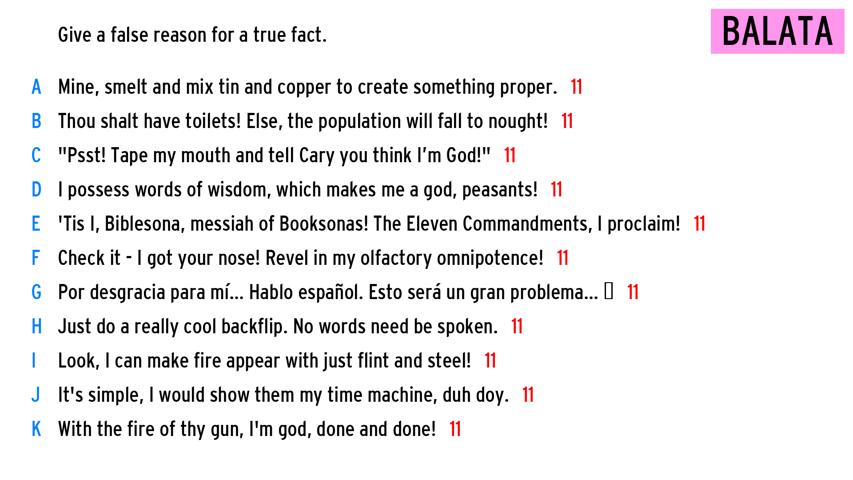 Give a false reason for a true fact.
BALATA
A Mine, smelt and mix tin and copper to create something proper. 11
B Thou shalt have toilets! Else, the population will fall to nought! 11
C "Psst! Tape my mouth and tell Cary you think I'm God!" 11
D I possess words of wisdom, which makes me a god, peasants! 11
E 'Tis I, Biblesona, messiah of Booksonas! The Eleven Commandments, I proclaim! 11
F Check it - I got your nose! Revel in my olfactory omnipotence! 11
G Por desgracia para mí... Hablo español. Esto será un gran problema... 11
H Just do a really cool backflip. No words need be spoken. 11
I Look, I can make fire appear with just flint and steel! 11
J It's simple, I would show them my time machine, duh doy. 11
K With the fire of thy gun, I'm god, done and done! 11